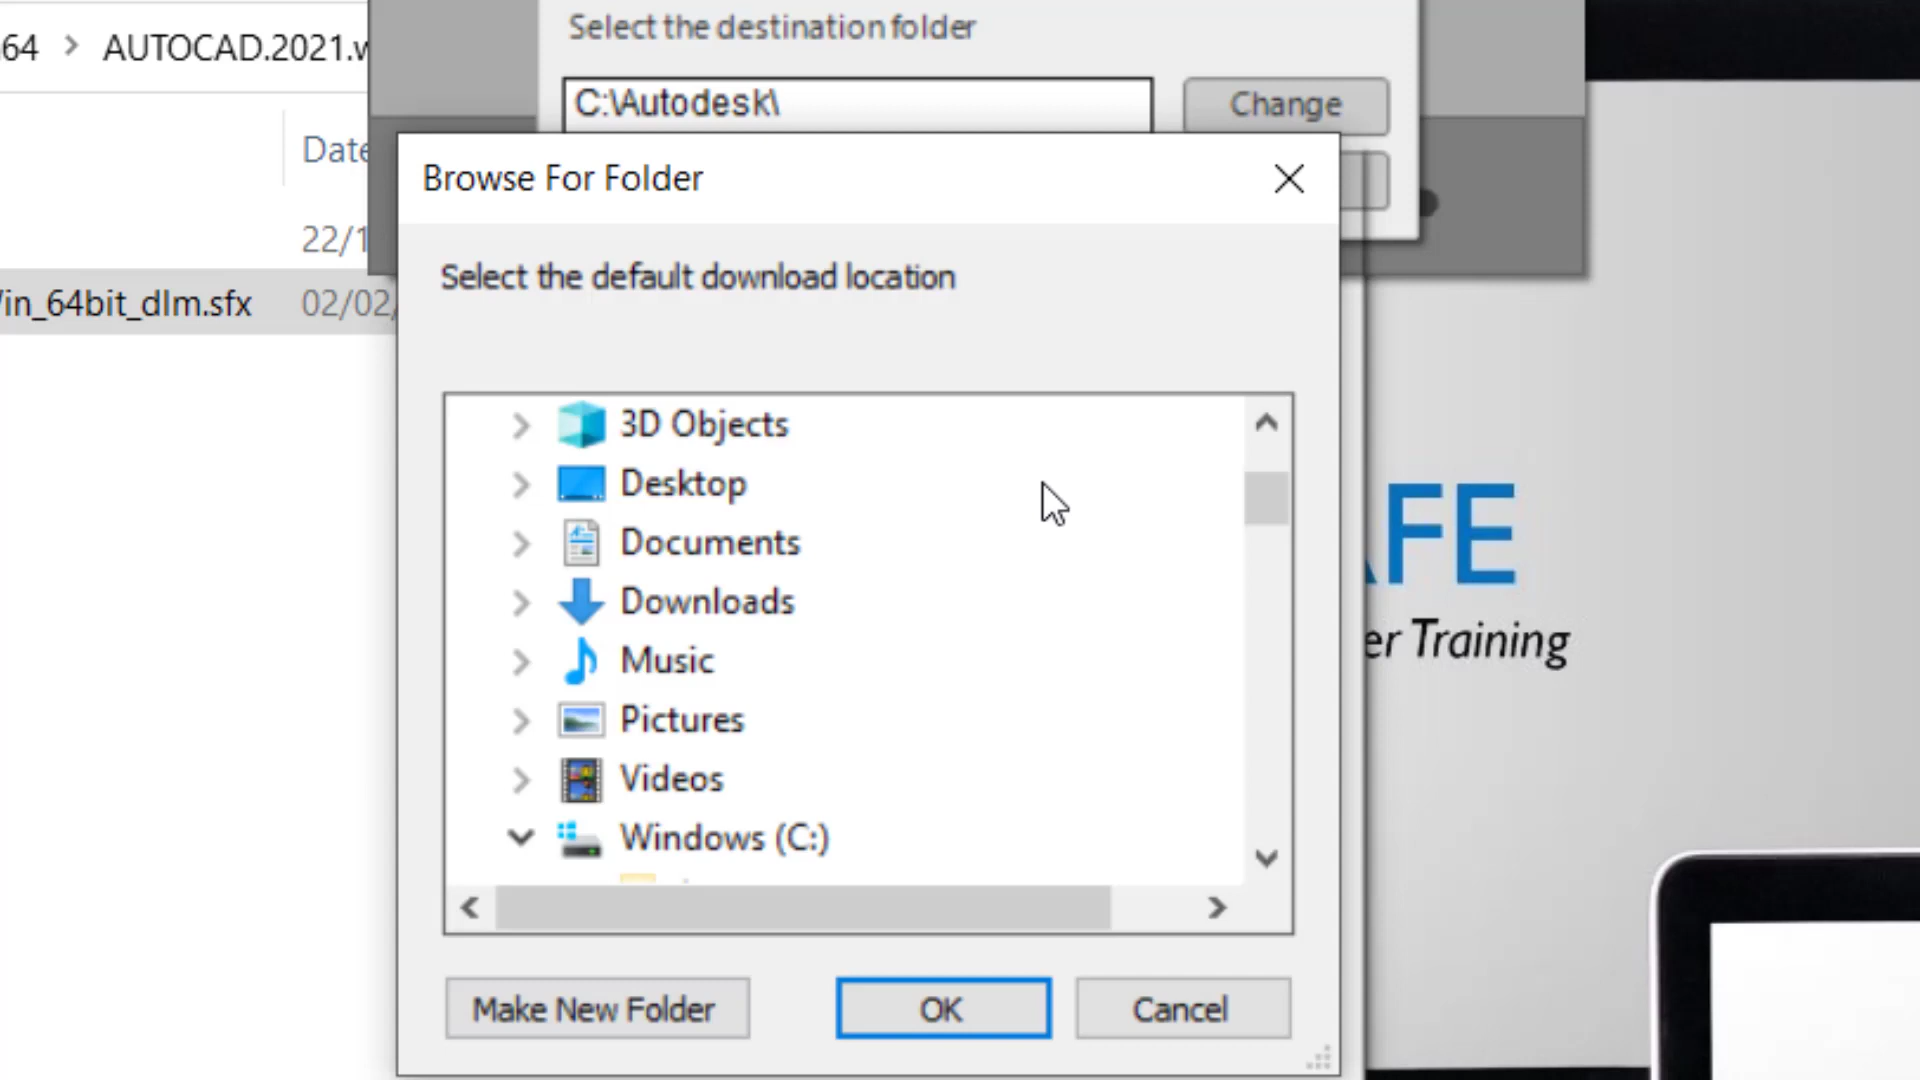 64 > AUTOCAD.2021.w
Select the destination folder
C:\Autodesk\
Change
Date
22/1
in_64bit_dlm.sfx
02/02/
Browse For Folder
Select the default download location
3D Objects
Desktop
Documents
Downloads
Music
Pictures
Videos
Windows (C:)
Make New Folder
OK
Cancel
AFE
er Training